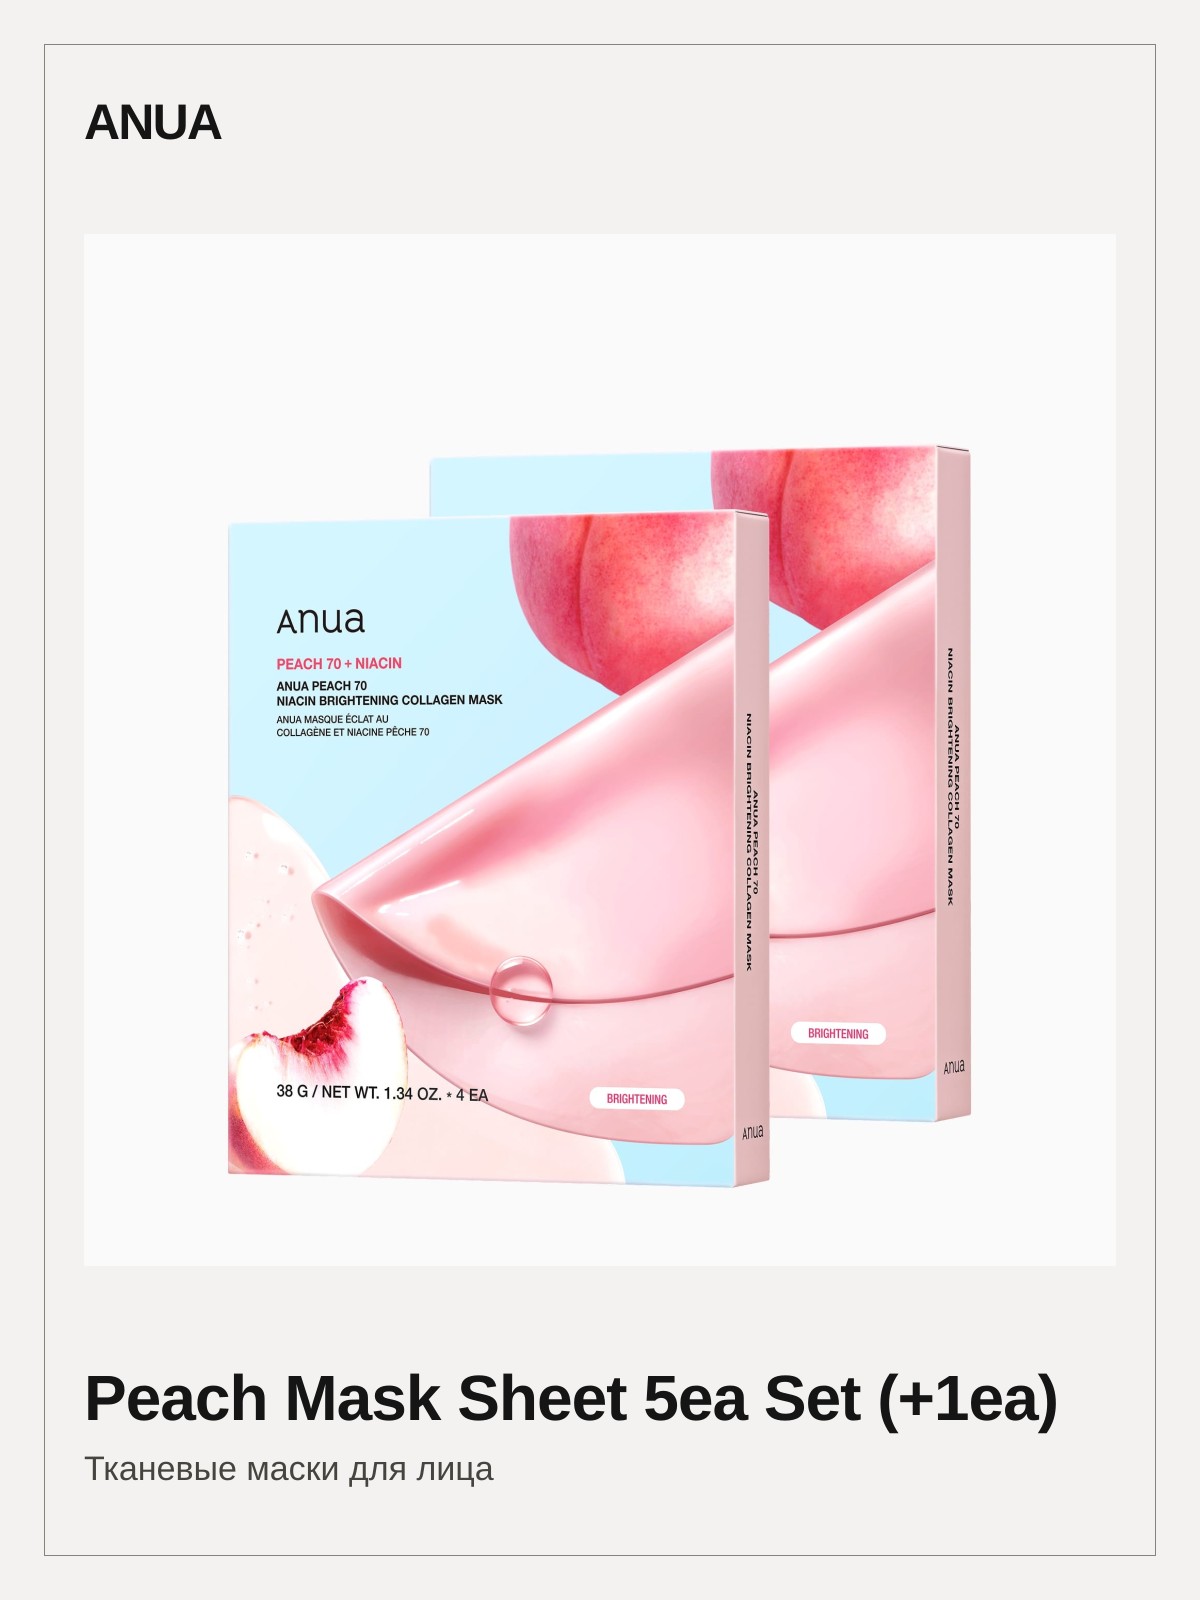 ANUA
Anua
PEACH 70 + NIACIN
ANUA PEACH 70
NIACIN BRIGHTENING COLLAGEN MASK
ANUA MASQUE ÉCLAT AU
COLLAGÈNE ET NIACINE PÊCHE 70
38 G / NET WT. 1.34 OZ. * 4 EA
BRIGHTENING
ANUA PEACH 70
NIACIN BRIGHTENING COLLAGEN MASK
Anua
BRIGHTENING
ANUA PEACH 70
NIACIN BRIGHTENING COLLAGEN MASK
Anua
Peach Mask Sheet 5ea Set (+1ea)
Тканевые маски для лица